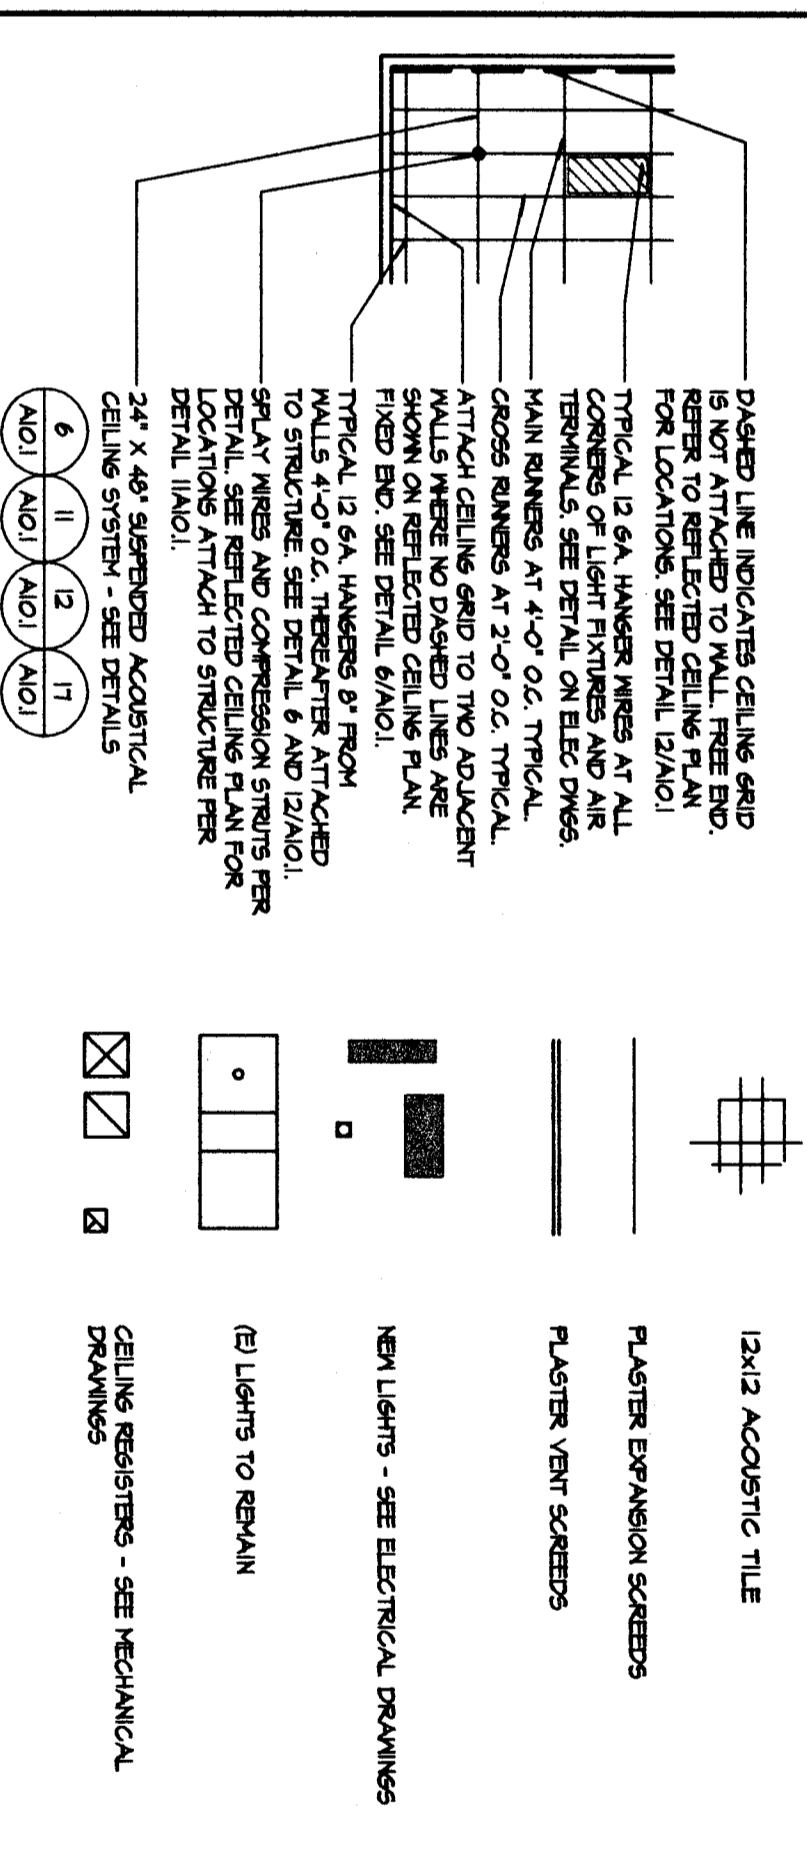 DASHED LINE INDICATES CEILING GRID
IS NOT ATTACHED TO WALL. FREE END.
REFER TO REFLECTED CEILING PLAN
FOR LOCATIONS. SEE DETAIL 12/A10.1
TYPICAL 12 GA. HANGER WIRES AT ALL
CORNERS OF LIGHT FIXTURES AND AIR
TERMINALS. SEE DETAIL ON ELEC DWGS.
MAIN RUNNERS AT 4'-0" O.C. TYPICAL.
CROSS RUNNERS AT 2'-0" O.C. TYPICAL.
ATTACH CEILING GRID TO TWO ADJACENT
WALLS WHERE NO DASHED LINES ARE
SHOWN ON REFLECTED CEILING PLAN.
FIXED END. SEE DETAIL 6/A10.1.
TYPICAL 12 GA. HANGERS 8" FROM
WALLS 4'-0" O.C. THEREAFTER ATTACHED
TO STRUCTURE. SEE DETAIL 6 AND 12/A10.1.
SPLAY WIRES AND COMPRESSION STRUTS PER
DETAIL. SEE REFLECTED CEILING PLAN FOR
LOCATIONS ATTACH TO STRUCTURE PER
DETAIL 11A10.1.
24" X 48" SUSPENDED ACOUSTICAL
CEILING SYSTEM - SEE DETAILS
6 11 12 17
A10.1 A10.1 A10.1 A10.1
12x12 ACOUSTIC TILE
PLASTER EXPANSION SCREEDS
PLASTER VENT SCREEDS
NEW LIGHTS - SEE ELECTRICAL DRAWINGS
(E) LIGHTS TO REMAIN
CEILING REGISTERS - SEE MECHANICAL
DRAWINGS